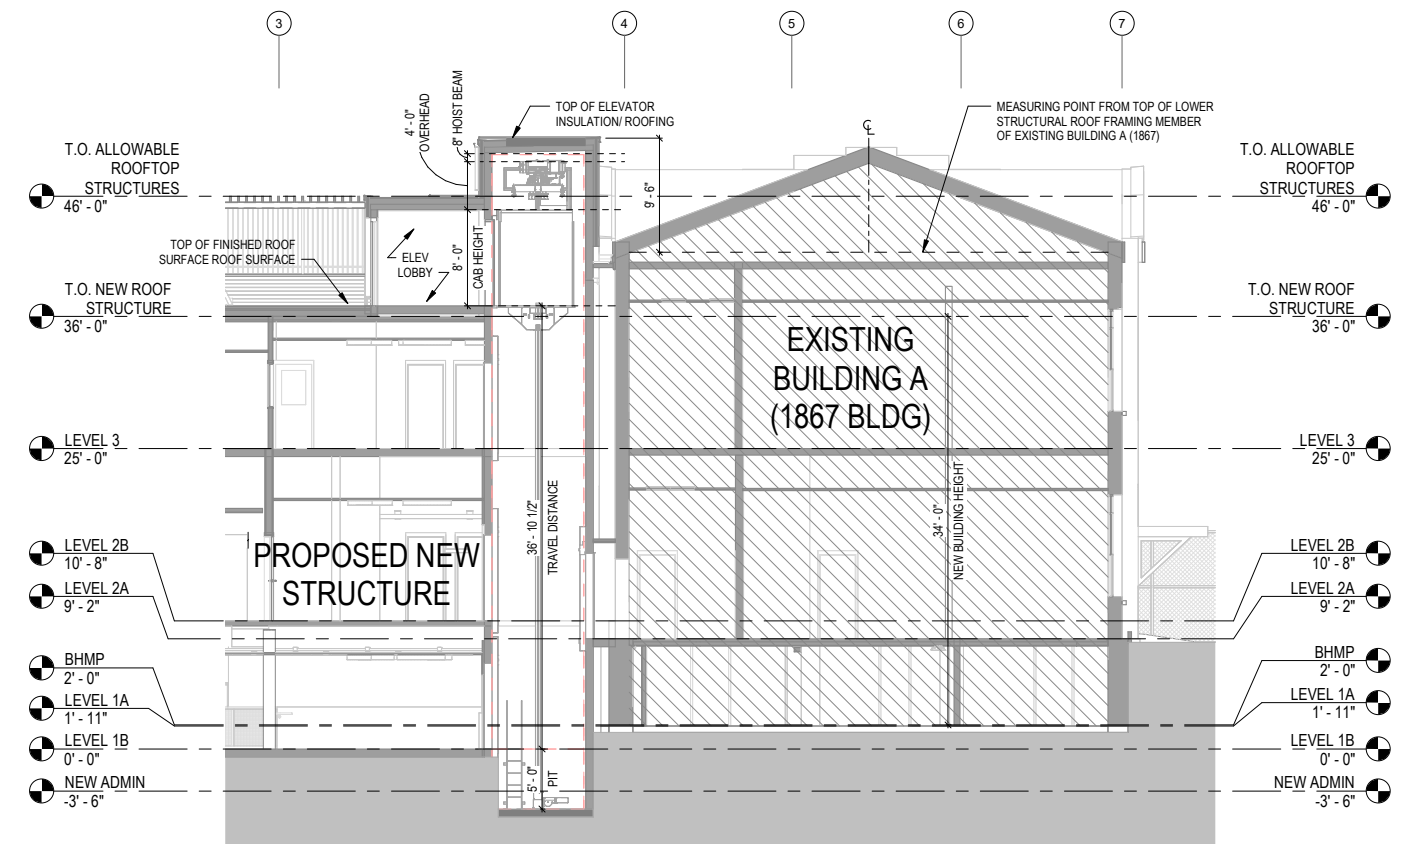 3
4
5
6
7
4' - 0"
OVERHEAD
8" HOIST BEAM
TOP OF ELEVATOR
INSULATION/ ROOFING
MEASURING POINT FROM TOP OF LOWER
STRUCTURAL ROOF FRAMING MEMBER
OF EXISTING BUILDING A (1867)
CL
T.O. ALLOWABLE
ROOFTOP
STRUCTURES
46' - 0"
T.O. ALLOWABLE
ROOFTOP
STRUCTURES
46' - 0"
9' - 6"
TOP OF FINISHED ROOF
SURFACE ROOF SURFACE
ELEV
LOBBY
8' - 0"
CAB HEIGHT
T.O. NEW ROOF
STRUCTURE
36' - 0"
T.O. NEW ROOF
STRUCTURE
36' - 0"
EXISTING
BUILDING A
(1867 BLDG)
LEVEL 3
25' - 0"
LEVEL 3
25' - 0"
36' - 10 1/2"
TRAVEL DISTANCE
34' - 0"
NEW BUILDING HEIGHT
PROPOSED NEW
STRUCTURE
LEVEL 2B
10' - 8"
LEVEL 2B
10' - 8"
LEVEL 2A
9' - 2"
LEVEL 2A
9' - 2"
BHMP
2' - 0"
BHMP
2' - 0"
LEVEL 1A
1' - 11"
LEVEL 1A
1' - 11"
LEVEL 1B
0' - 0"
LEVEL 1B
0' - 0"
5' - 0"
PIT
NEW ADMIN
-3' - 6"
NEW ADMIN
-3' - 6"